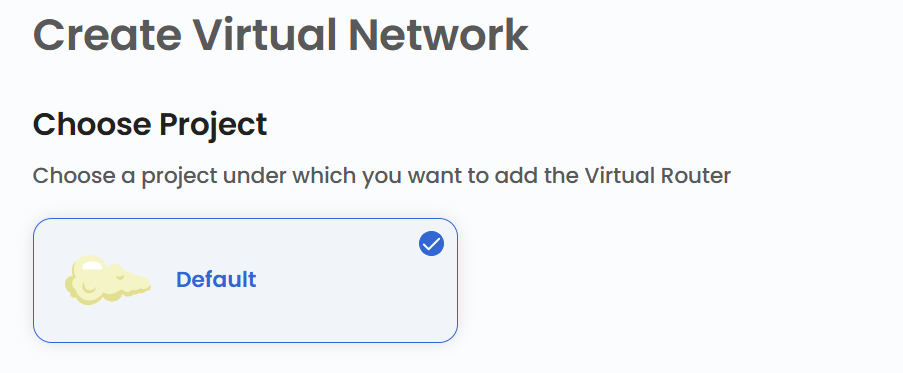 Create Virtual Network
Choose Project
Choose a project under which you want to add the Virtual Router
Default